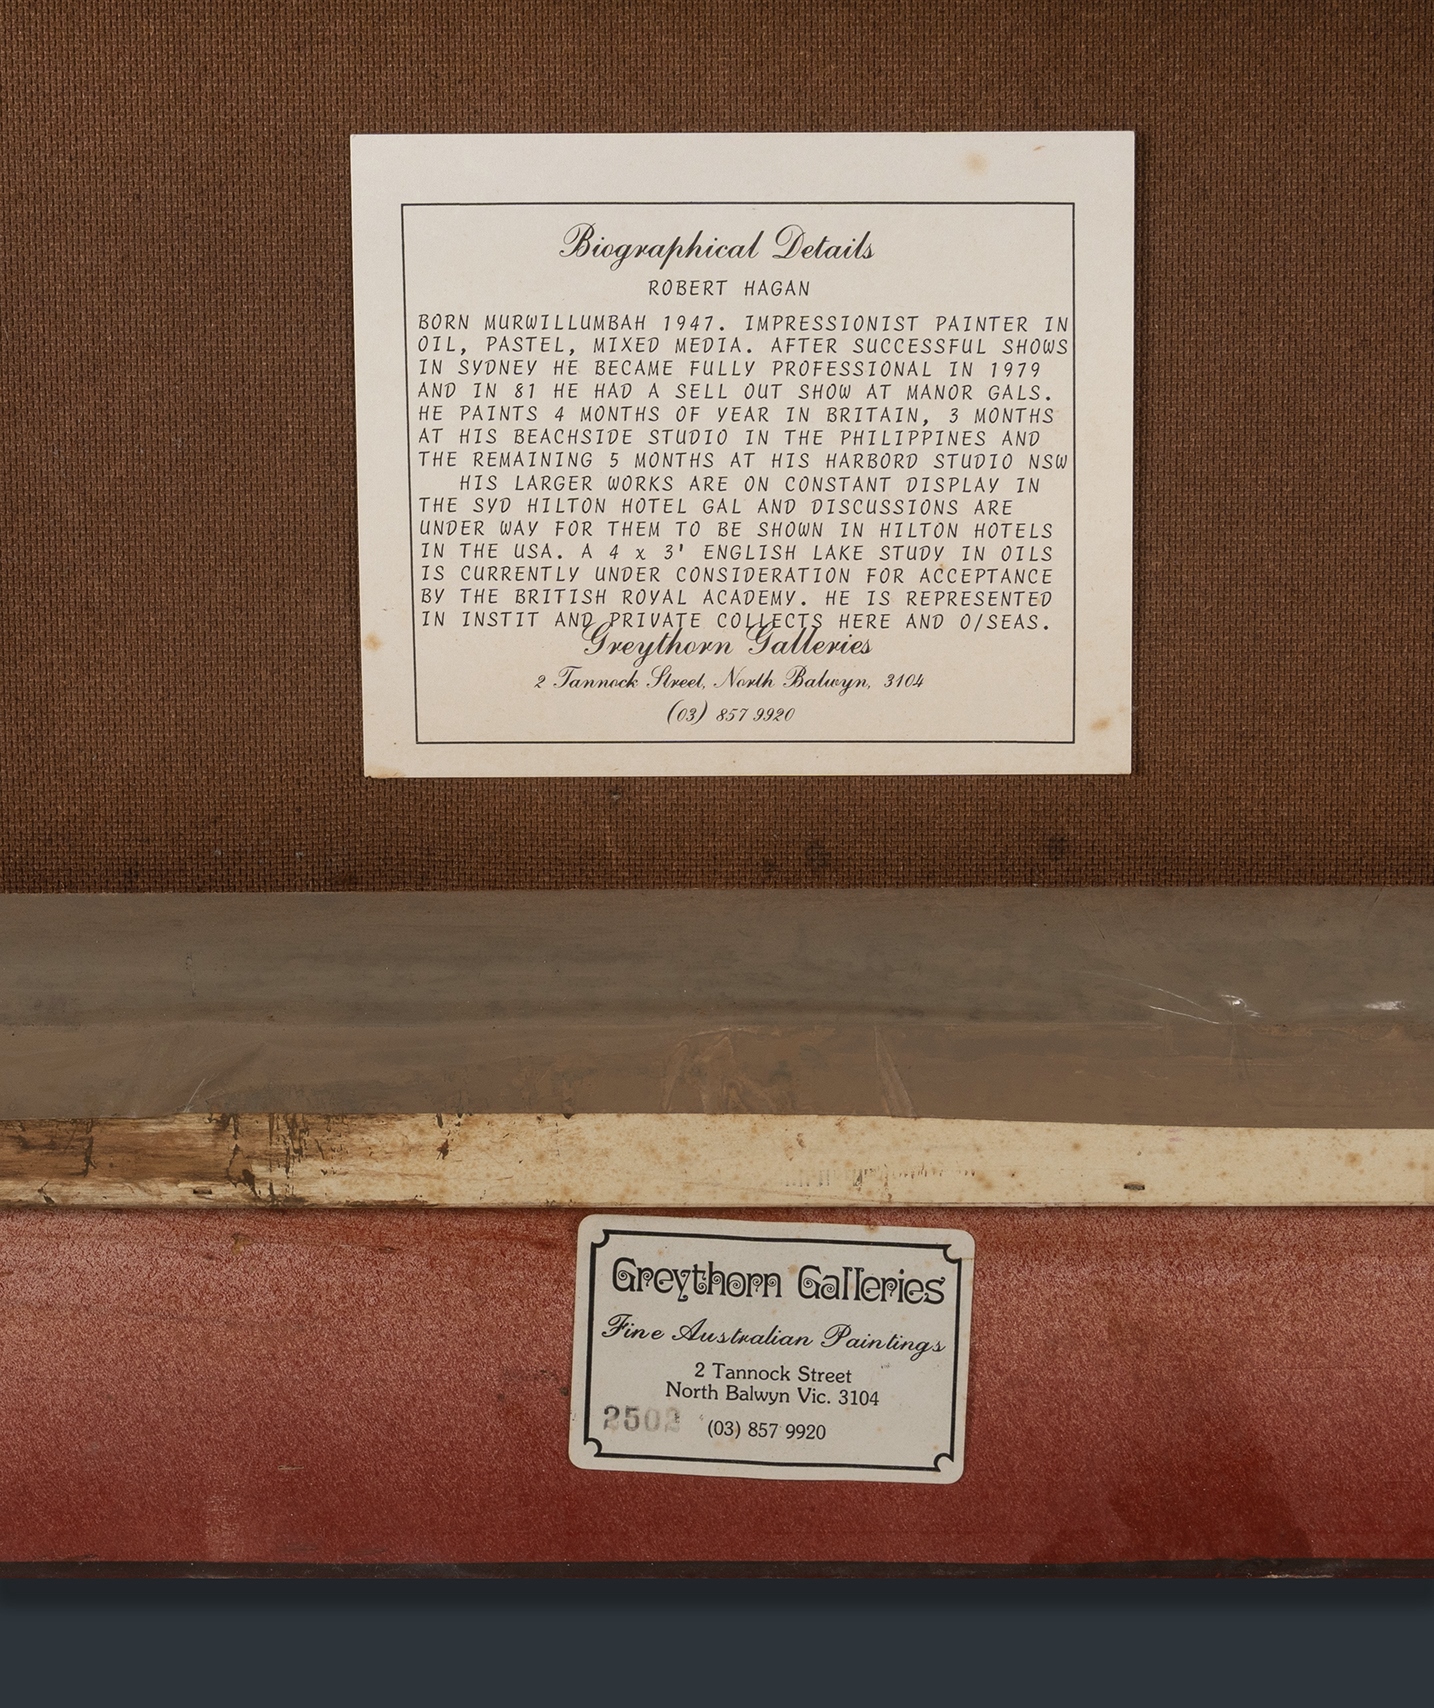 Biographical Details
ROBERT HAGAN
BORN MURWILLUMBAH 1947. IMPRESSIONIST PAINTER IN
OIL, PASTEL, MIXED MEDIA. AFTER SUCCESSFUL SHOWS
IN SYDNEY HE BECAME FULLY PROFESSIONAL IN 1979
AND IN 81 HE HAD A SELL OUT SHOW AT MANOR GALS.
HE PAINTS 4 MONTHS OF YEAR IN BRITAIN, 3 MONTHS
AT HIS BEACHSIDE STUDIO IN THE PHILIPPINES AND
THE REMAINING 5 MONTHS AT HIS HARBORD STUDIO NSW
HIS LARGER WORKS ARE ON CONSTANT DISPLAY IN
THE SYD HILTON HOTEL GAL AND DISCUSSIONS ARE
UNDER WAY FOR THEM TO BE SHOWN IN HILTON HOTELS
IN THE USA. A 4 x 3' ENGLISH LAKE STUDY IN OILS
IS CURRENTLY UNDER CONSIDERATION FOR ACCEPTANCE
BY THE BRITISH ROYAL ACADEMY. HE IS REPRESENTED
IN INSTIT AND PRIVATE COLLECTS HERE AND O/SEAS.
Greythorn Galleries
2 Tannock Street, North Balwyn, 3104
(03) 857 9920
Greythorn Galleries
Fine Australian Paintings
2 Tannock Street
North Balwyn Vic. 3104
(03) 857 9920